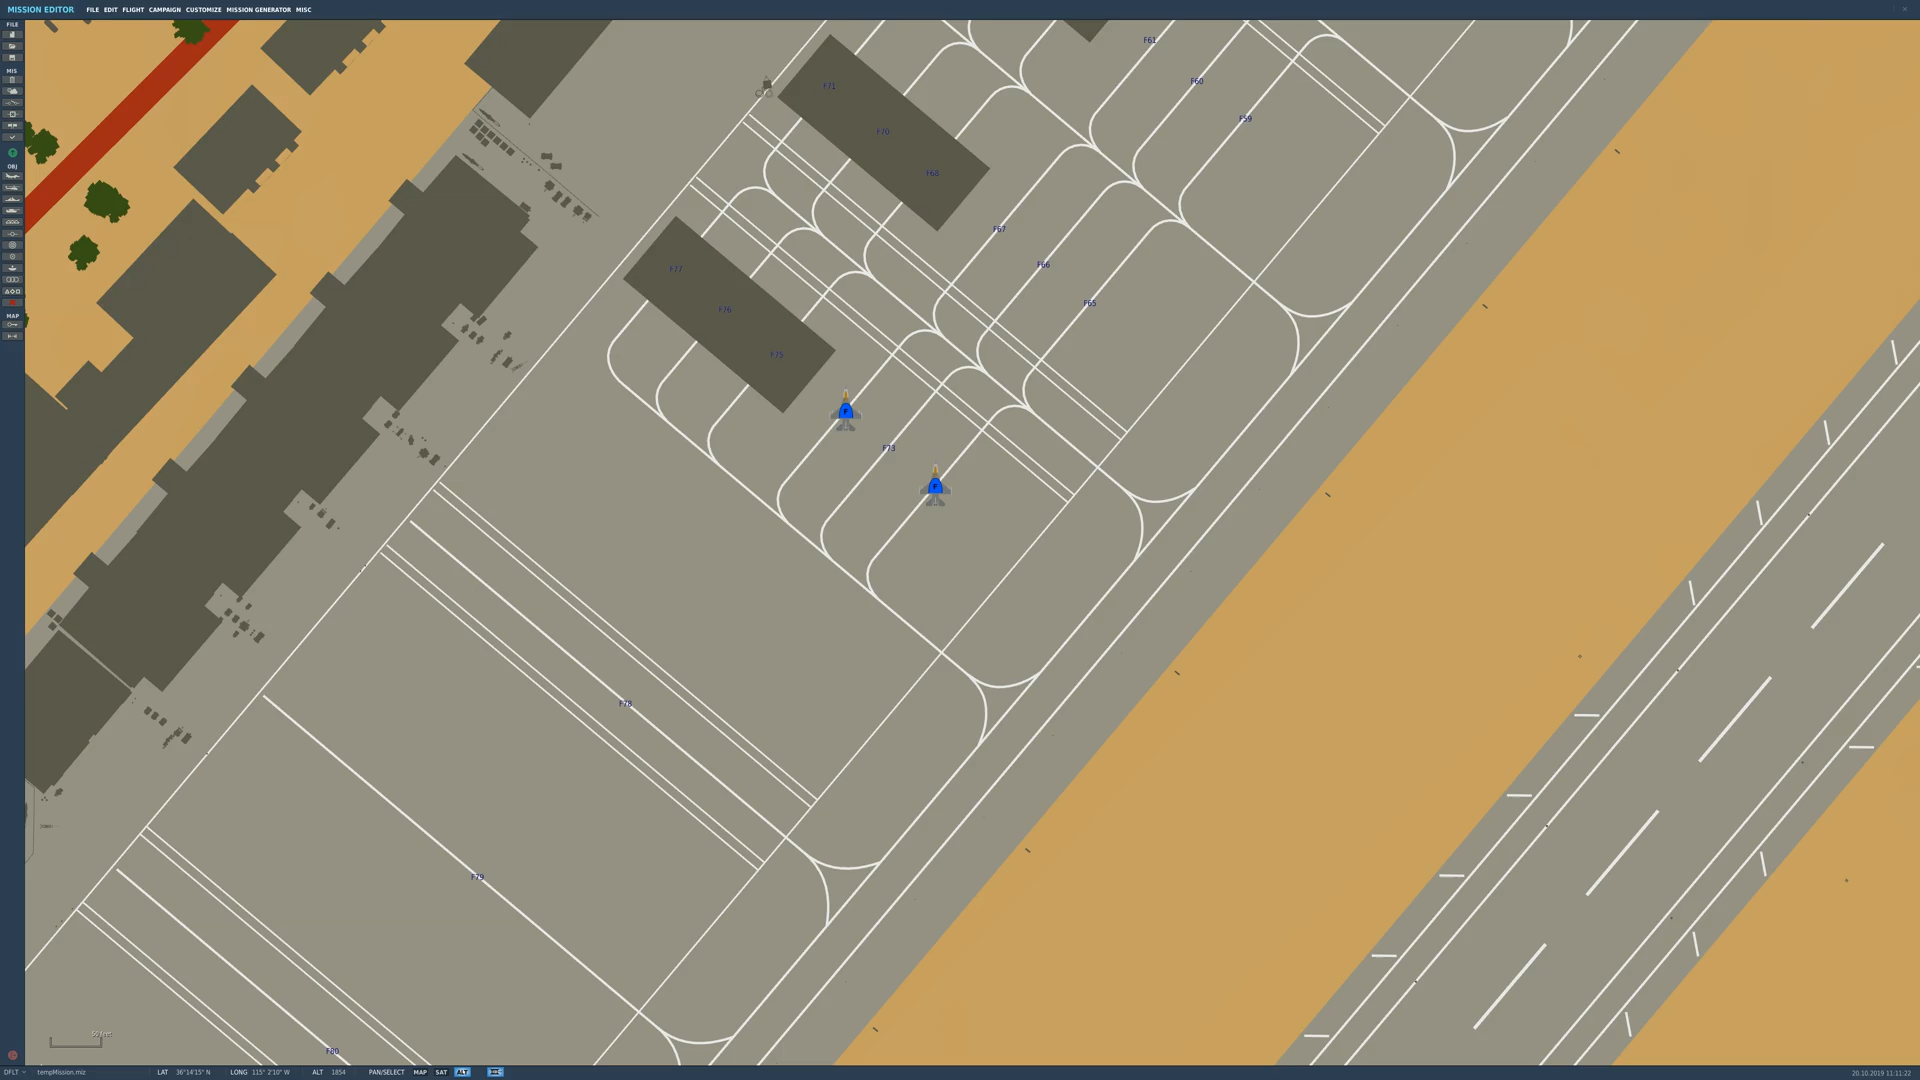 MISSION EDITOR FILE EDIT FLIGHT CAMPAIGN CUSTOMIZE MISSION GENERATOR MISC
FILE
MIS
OBJ
MAP
F61
F60
F59
F71
F70
F68
F67
F66
F65
F77
F76
F75
F
F73
F
F78
F79
F80
50 feet
DFLT tempMission.miz LAT 36°14'15" N LONG 115° 2'10" W ALT 1854 PAN/SELECT MAP SAT ALT 20.10.2019 11:11:22